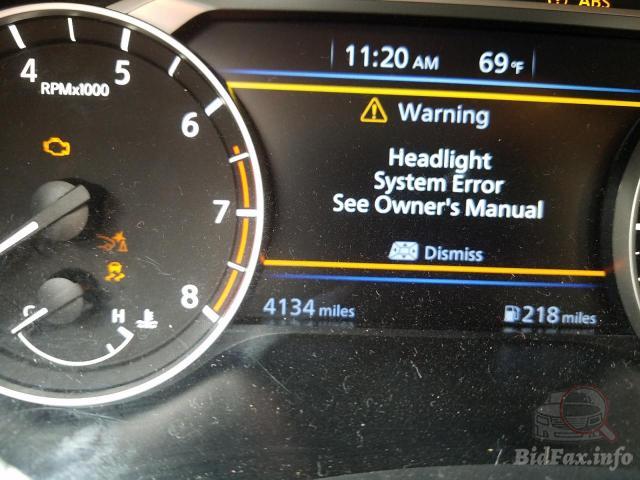 ABS
11:20 AM 69°F
4 5
RPMx1000
6
7
8
Warning
Headlight
System Error
See Owner's Manual
Dismiss
4134 miles
218 miles
C H
BidFax.info